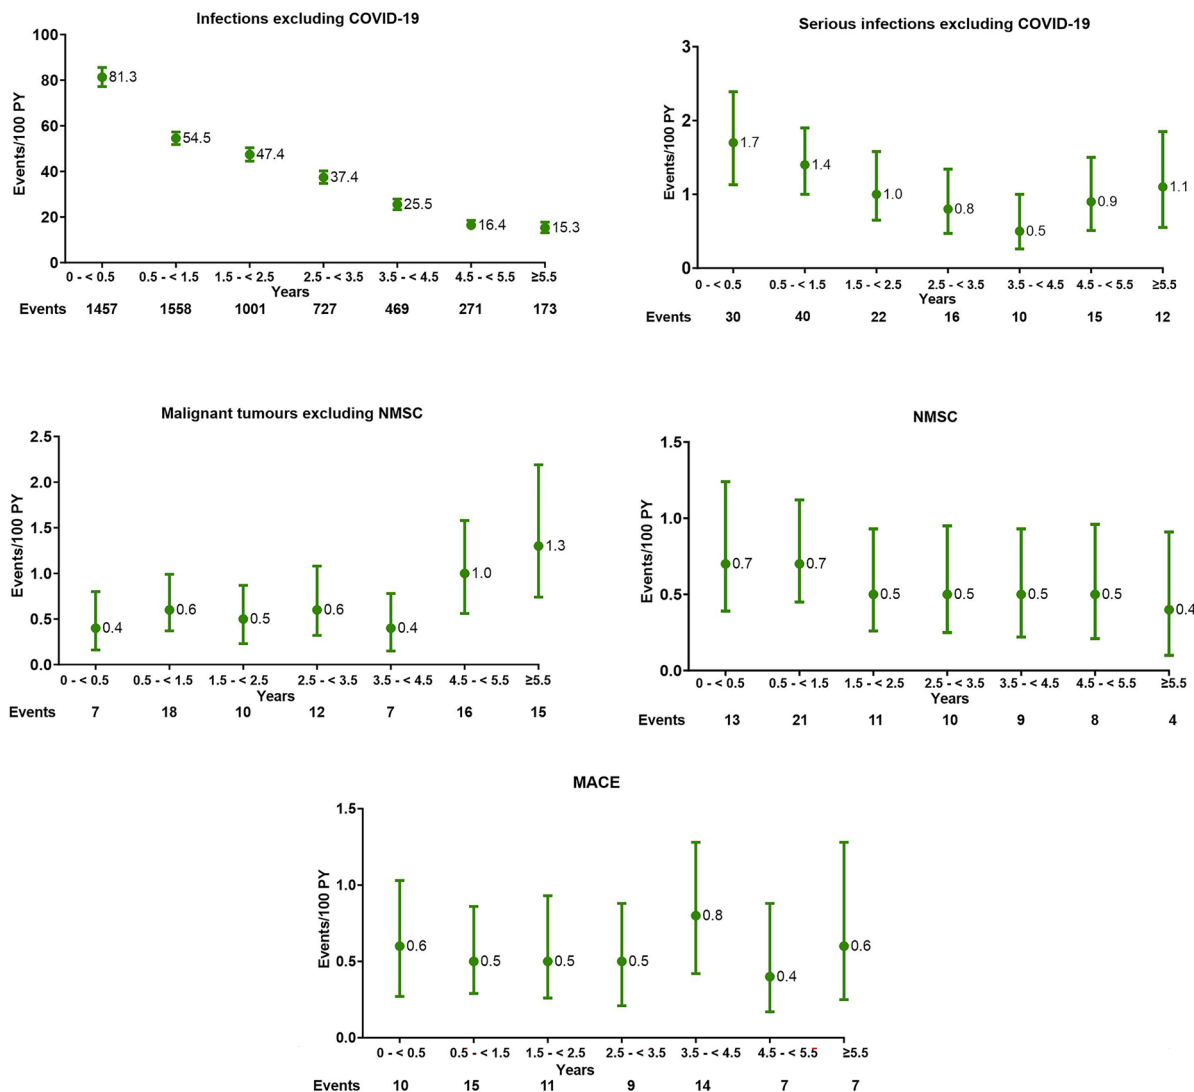 Infections excluding COVID-19
Events/100 PY
100
80
60
40
20
0
81.3
54.5
47.4
37.4
25.5
16.4
15.3
0 - < 0.5 0.5 - < 1.5 1.5 - < 2.5 2.5 - < 3.5 3.5 - < 4.5 4.5 - < 5.5 ≥5.5
Years
Events 1457 1558 1001 727 469 271 173
Serious infections excluding COVID-19
Events/100 PY
3
2
1
0
1.7
1.4
1.0
0.8
0.5
0.9
1.1
0 - < 0.5 0.5 - < 1.5 1.5 - < 2.5 2.5 - < 3.5 3.5 - < 4.5 4.5 - < 5.5 ≥5.5
Years
Events 30 40 22 16 10 15 12
Malignant tumours excluding NMSC
Events/100 PY
2.5
2.0
1.5
1.0
0.5
0.0
0.4
0.6
0.5
0.6
0.4
1.0
1.3
0 - < 0.5 0.5 - < 1.5 1.5 - < 2.5 2.5 - < 3.5 3.5 - < 4.5 4.5 - < 5.5 ≥5.5
Years
Events 7 18 10 12 7 16 15
NMSC
Events/100 PY
1.5
1.0
0.5
0.0
0.7
0.7
0.5
0.5
0.5
0.5
0.4
0 - < 0.5 0.5 - < 1.5 1.5 - < 2.5 2.5 - < 3.5 3.5 - < 4.5 4.5 - < 5.5 ≥5.5
Years
Events 13 21 11 10 9 8 4
MACE
Events/100 PY
1.5
1.0
0.5
0.0
0.6
0.5
0.5
0.5
0.8
0.4
0.6
0 - < 0.5 0.5 - < 1.5 1.5 - < 2.5 2.5 - < 3.5 3.5 - < 4.5 4.5 - < 5.5 ≥5.5
Years
Events 10 15 11 9 14 7 7